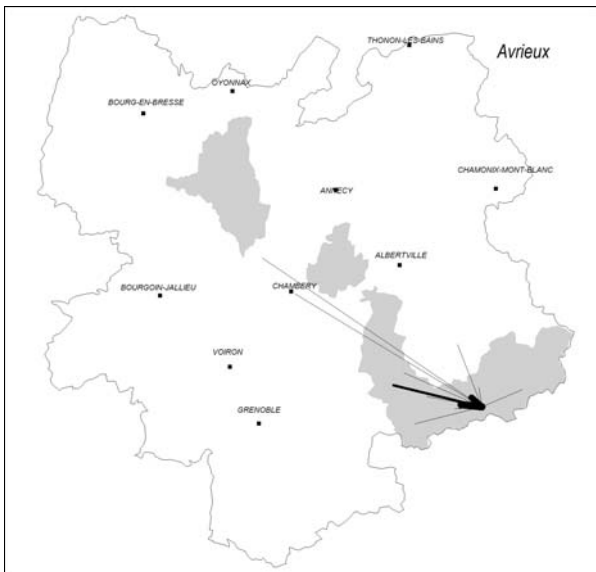 THONON-LES-BAINS
Avrieux
OYONNAX
BOURG-EN-BRESSE
CHAMONIX-MONT-BLANC
ANNECY
ALBERTVILLE
CHAMBERY
BOURGOIN-JALLIEU
VOIRON
GRENOBLE